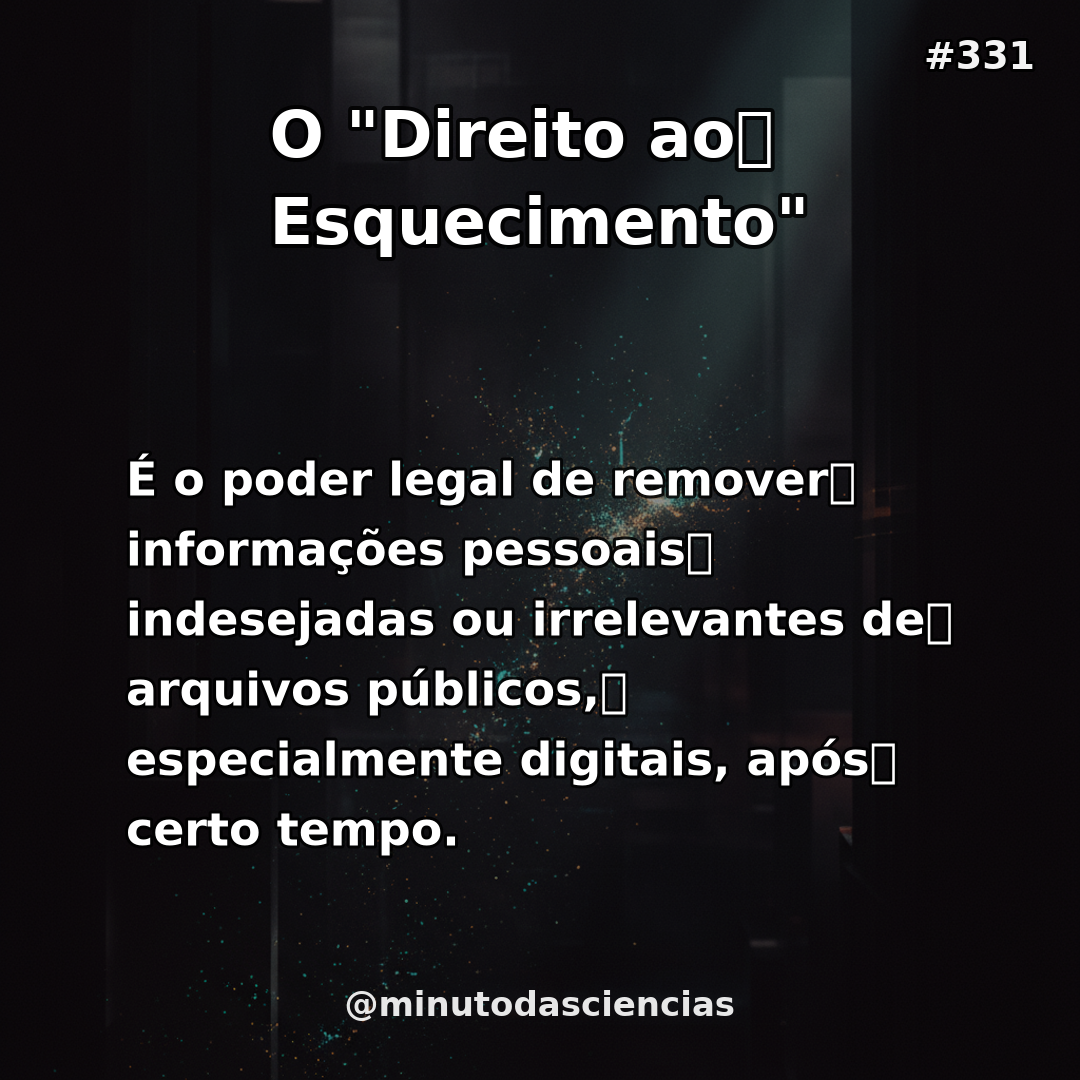 #331
O "Direito ao
Esquecimento"
É o poder legal de remover
informações pessoais
indesejadas ou irrelevantes de
arquivos públicos,
especialmente digitais, após
certo tempo.
@minutodasciencias